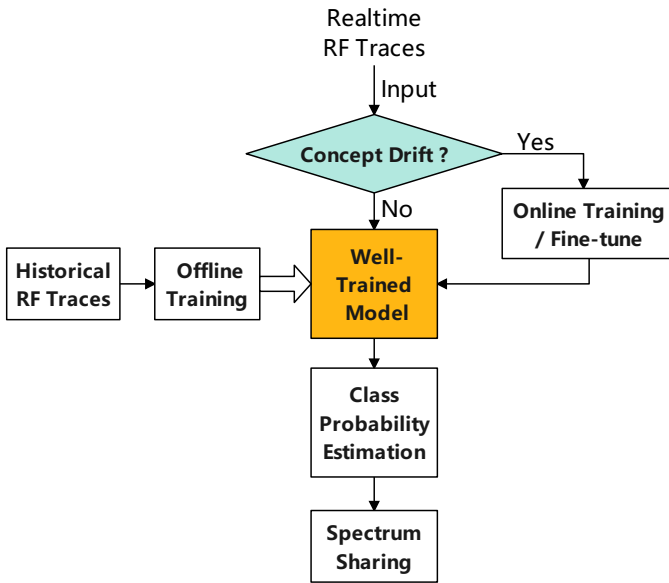 Realtime
RF Traces
Input
Concept Drift ?
Yes
No
Online Training
/ Fine-tune
Historical
RF Traces
Offline
Training
Well-
Trained
Model
Class
Probability
Estimation
Spectrum
Sharing